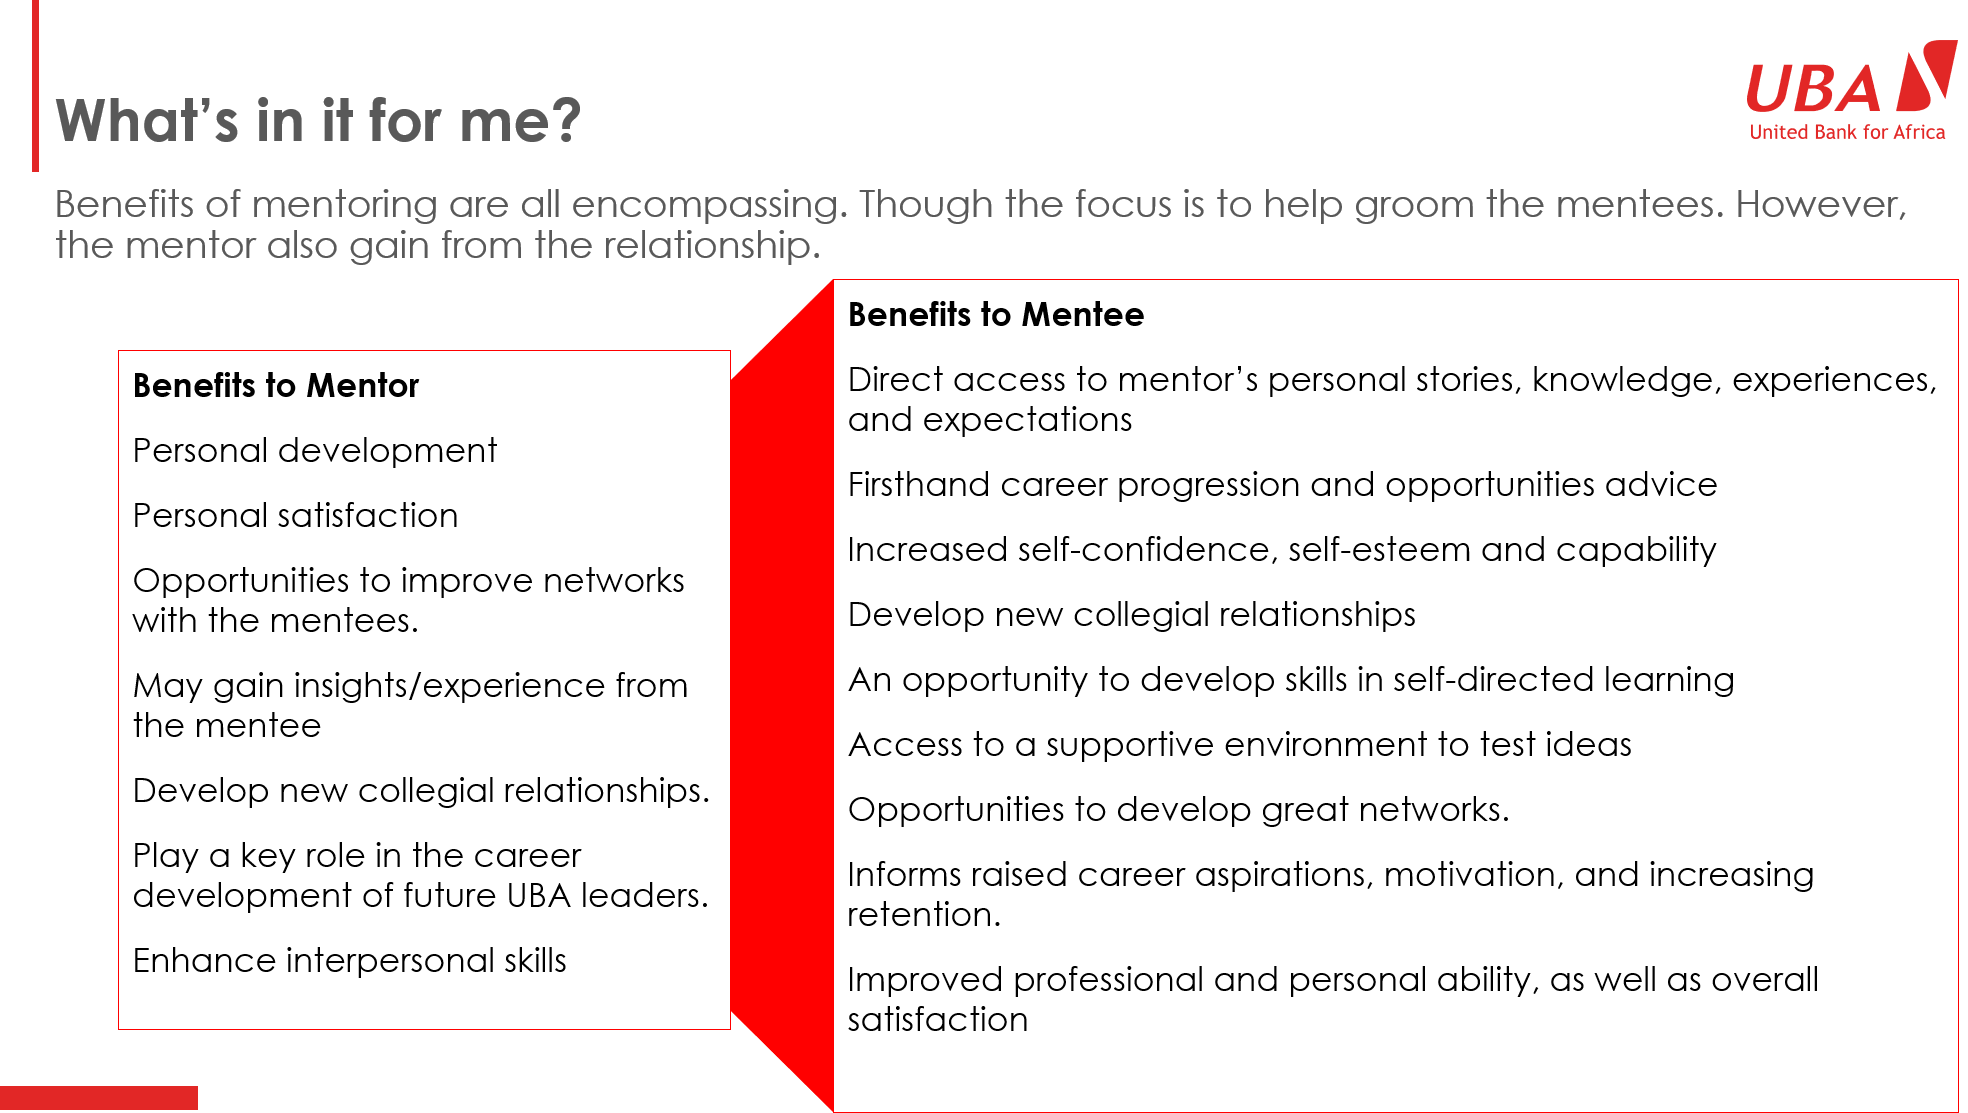 What’s in it for me?
UBA
United Bank for Africa
Benefits of mentoring are all encompassing. Though the focus is to help groom the mentees. However,
the mentor also gain from the relationship.
Benefits to Mentor
Personal development
Personal satisfaction
Opportunities to improve networks
with the mentees.
May gain insights/experience from
the mentee
Develop new collegial relationships.
Play a key role in the career
development of future UBA leaders.
Enhance interpersonal skills
Benefits to Mentee
Direct access to mentor’s personal stories, knowledge, experiences,
and expectations
Firsthand career progression and opportunities advice
Increased self-confidence, self-esteem and capability
Develop new collegial relationships
An opportunity to develop skills in self-directed learning
Access to a supportive environment to test ideas
Opportunities to develop great networks.
Informs raised career aspirations, motivation, and increasing
retention.
Improved professional and personal ability, as well as overall
satisfaction